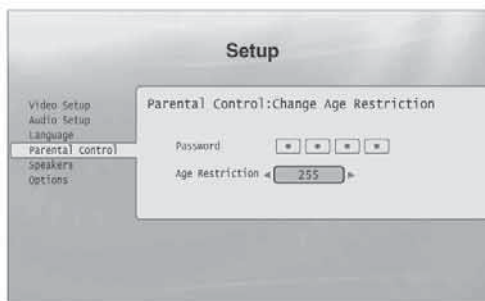 Setup
Video Setup
Audio Setup
Language
Parental Control
Speakers
Options
Parental Control:Change Age Restriction
Password
Age Restriction 255